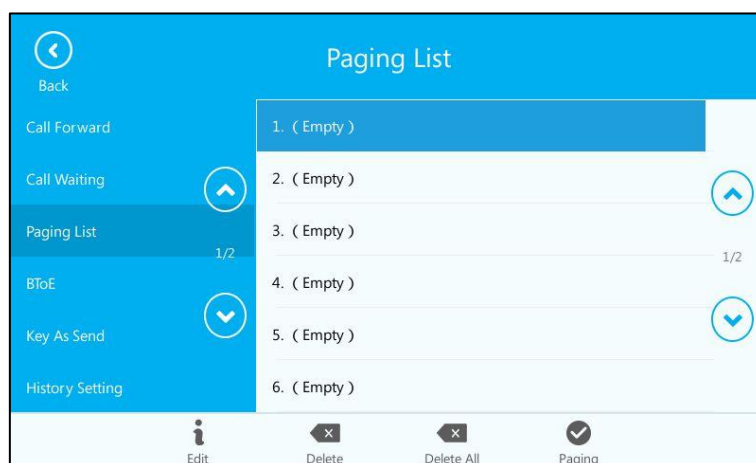 Paging List
Back
Call Forward
Call Waiting
Paging List
1/2
BToE
Key As Send
History Setting
1. ( Empty )
2. ( Empty )
3. ( Empty )
4. ( Empty )
5. ( Empty )
6. ( Empty )
1/2
Edit
Delete
Delete All
Paging